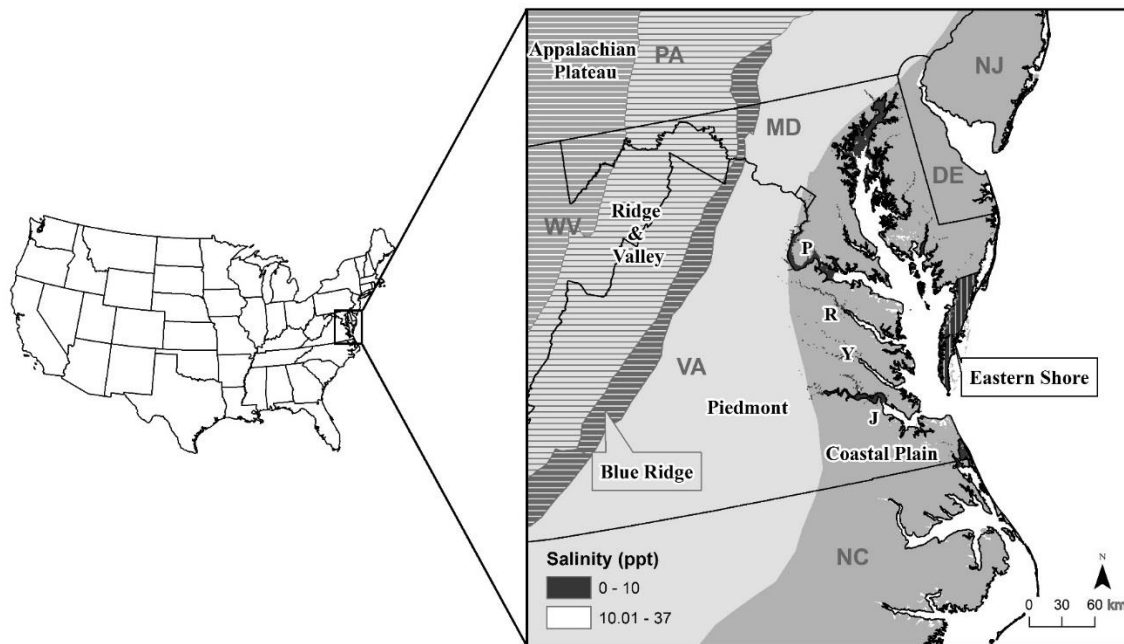 Appalachian
Plateau
PA
NJ
MD
DE
WV
Ridge
&
Valley
P
R
VA
Y
Eastern Shore
Piedmont
J
Coastal Plain
Blue Ridge
NC
Salinity (ppt)
0 - 10
10.01 - 37
N
0 30 60 km